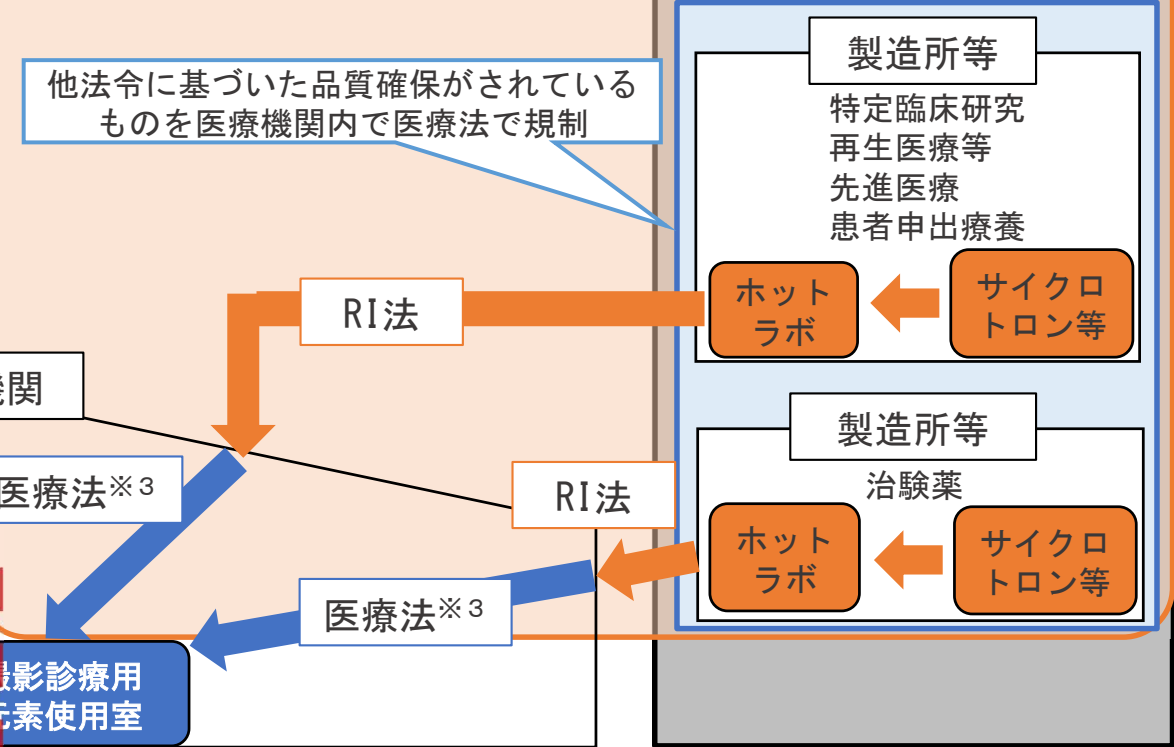 他法令に基づいた品質確保がされている
ものを医療機関内で医療法で規制
製造所等
特定臨床研究
再生医療等
先進医療
患者申出療養
ホット
ラボ
サイクロ
トロン等
RI法
機関
医療法※3
製造所等
治験薬
ホット
ラボ
サイクロ
トロン等
RI法
医療法※3
撮影診療用
元素使用室